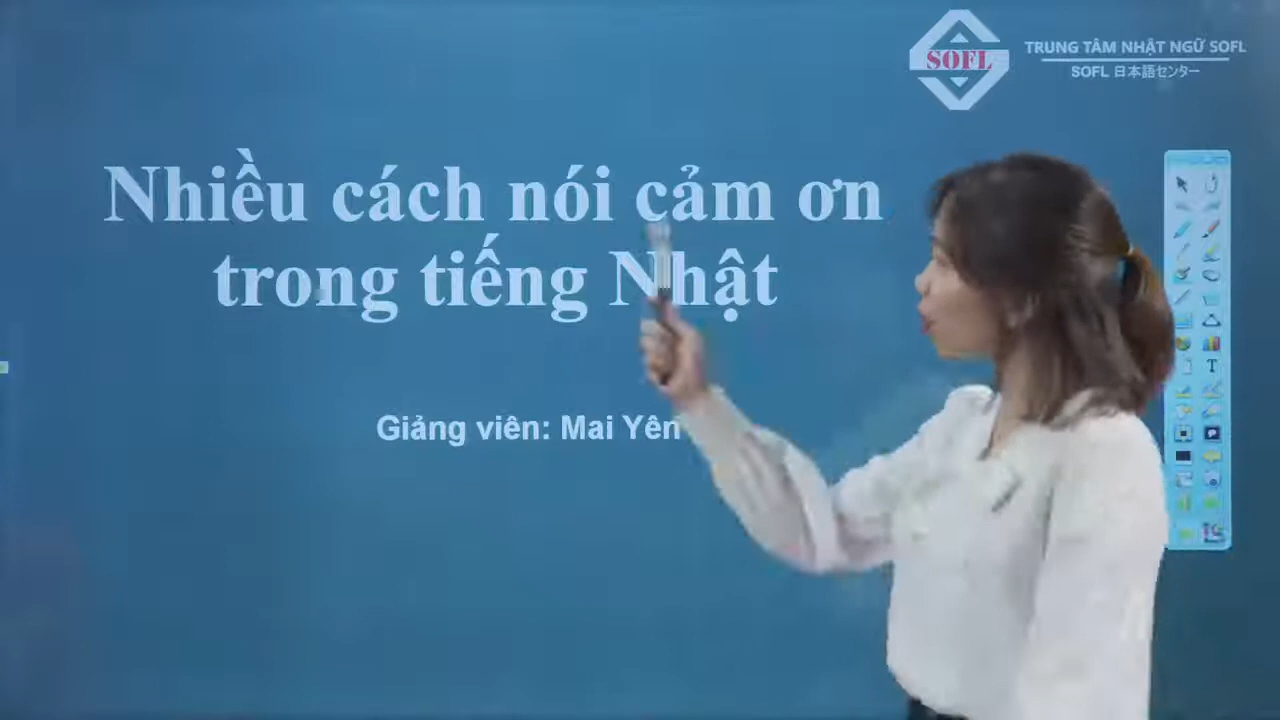 SOFL
TRUNG TÂM NHẬT NGỮ SOFL
SOFL 日本語センター
Nhiều cách nói cảm ơn
trong tiếng Nhật
Giảng viên: Mai Yên
T